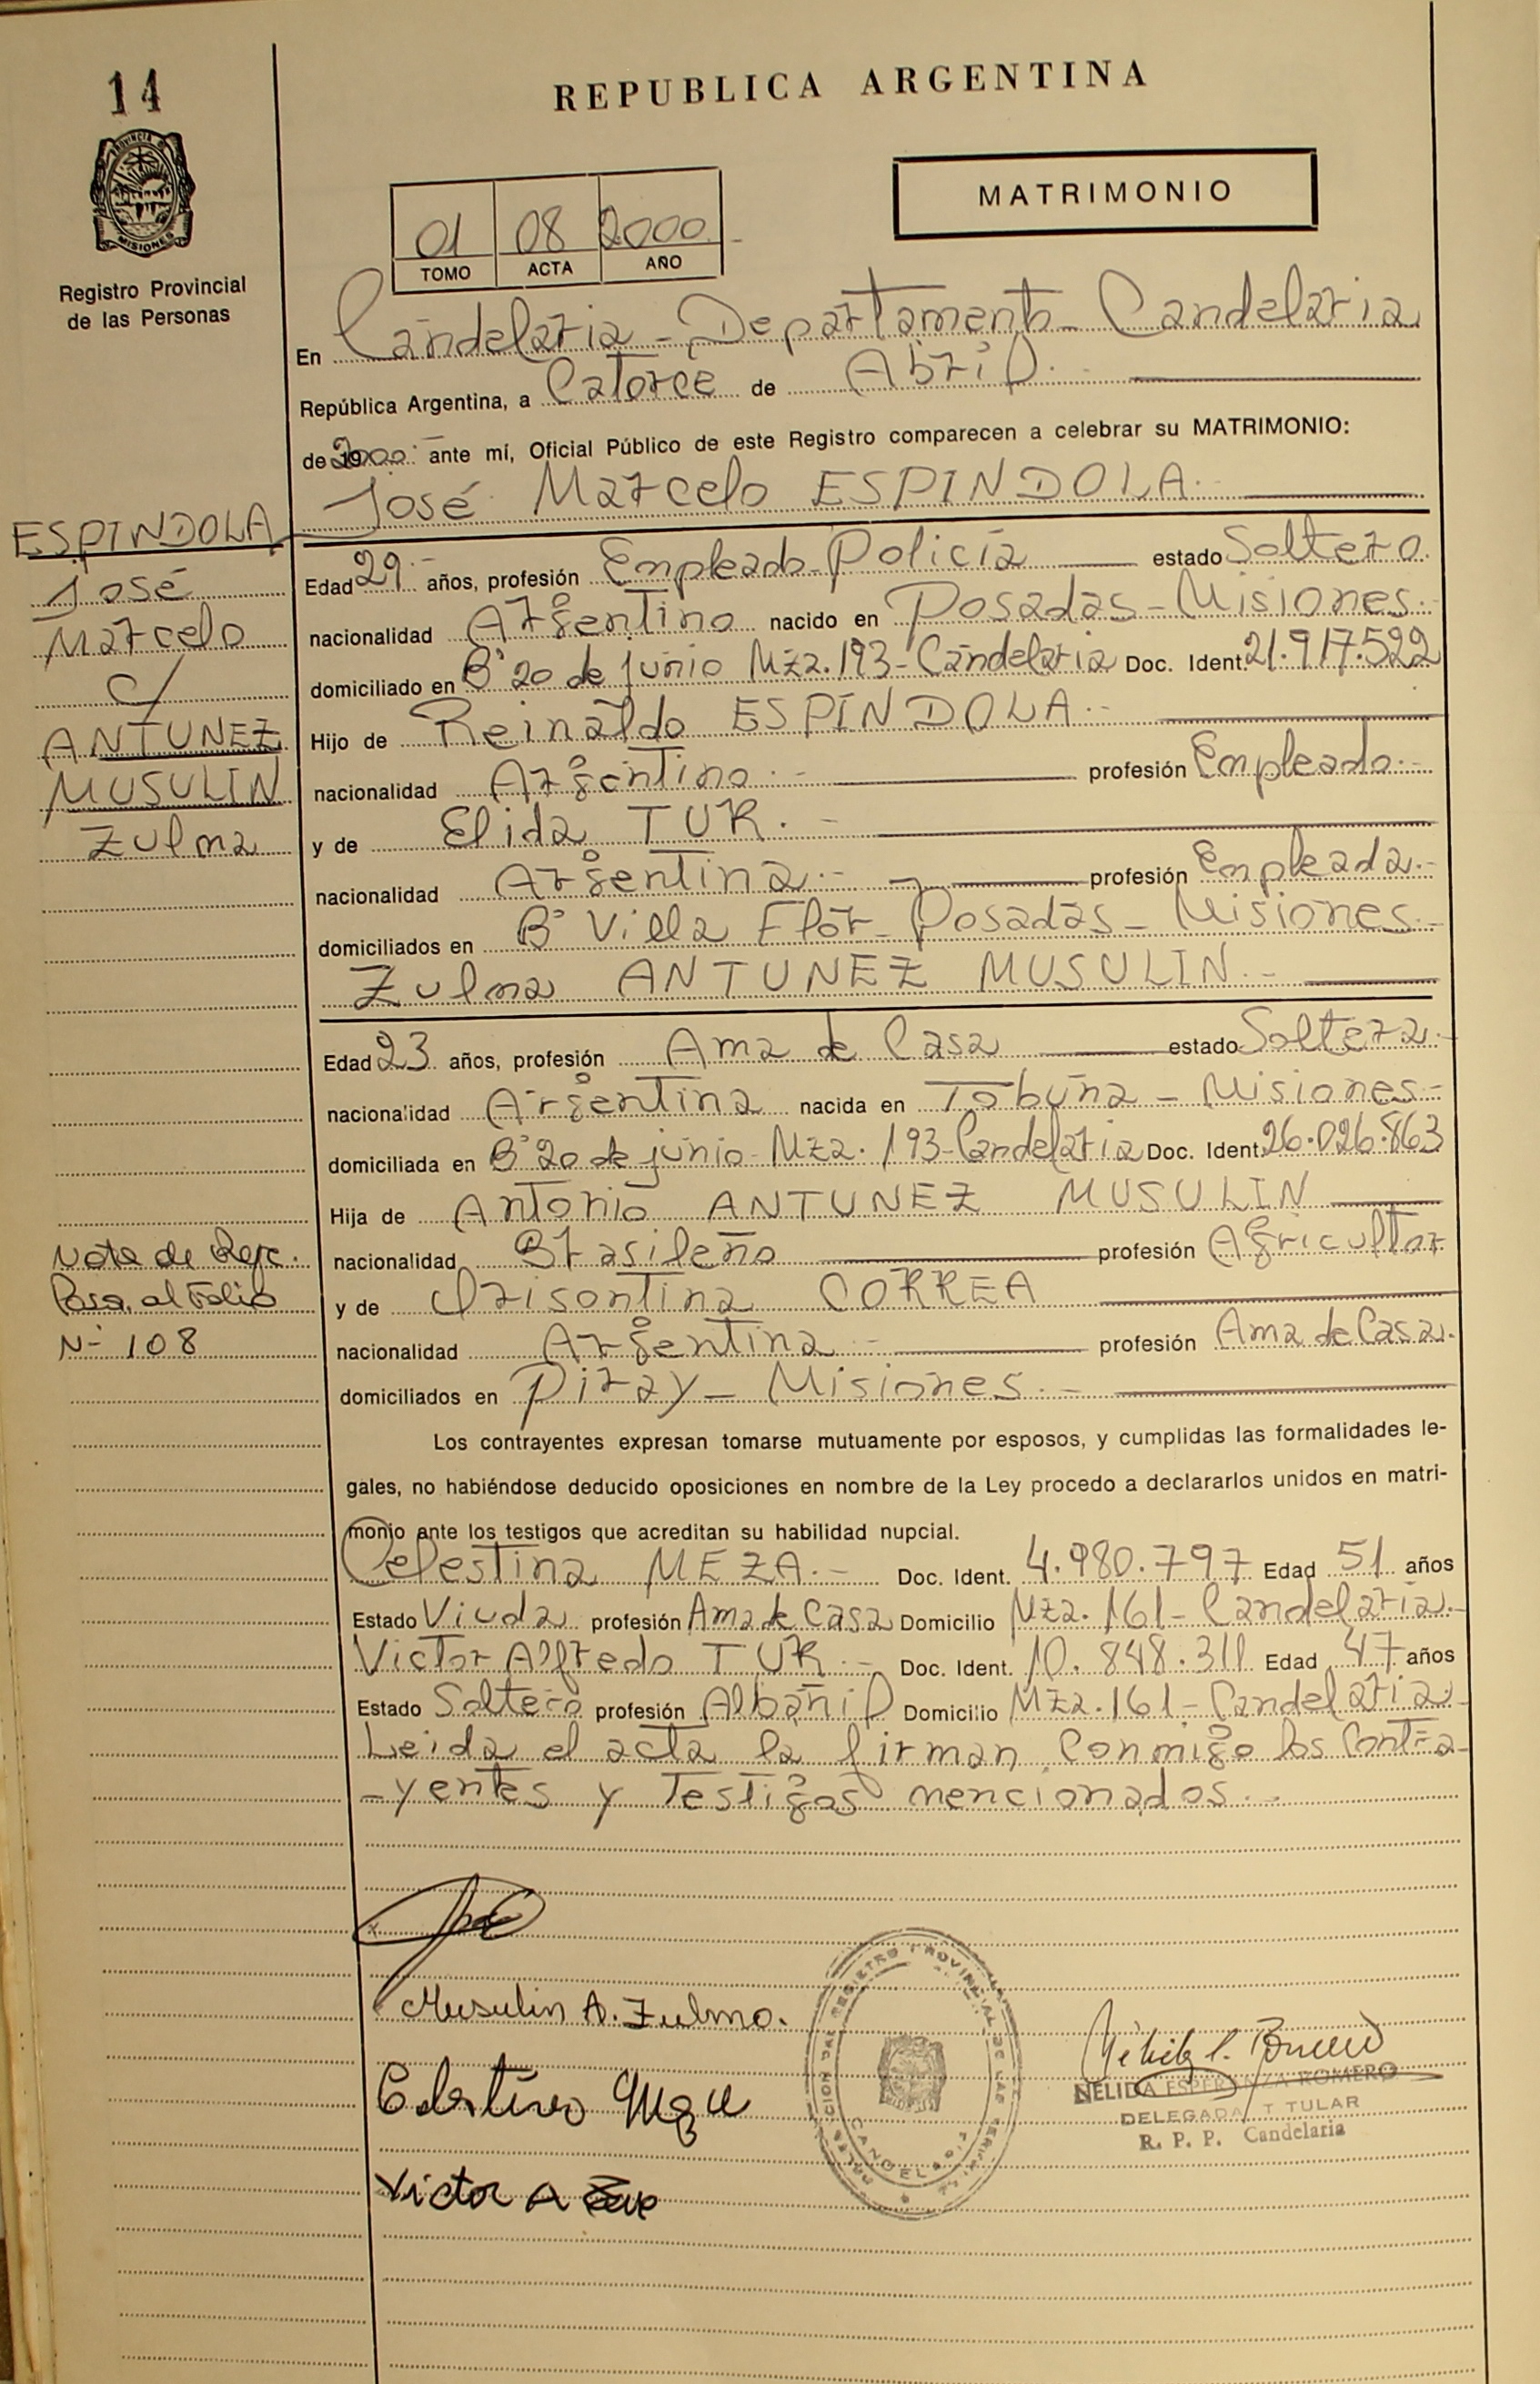 14
REPUBLICA ARGENTINA
MATRIMONIO
01 08 2000.-
TOMO ACTA AÑO
MISIONES
Registro Provincial
de las Personas
En Candelaria - Departamento Candelaria
República Argentina, a Catorce de Abril.
de 2000 ante mí, Oficial Público de este Registro comparecen a celebrar su MATRIMONIO:
José Marcelo ESPINDOLA.-
ESPINDOLA
José
Marcelo
c/
ANTUNEZ
MUSULIN
Zulma
Edad 29.- años, profesión Empleado Policía estado Soltero.
nacionalidad Argentino nacido en Posadas - Misiones.-
domiciliado en B° 20 de junio Mza. 193 - Candelaria Doc. Ident. 21.917.522
Hijo de Reinaldo ESPINDOLA.-
nacionalidad Argentino.- profesión Empleado.-
y de Elida TUR.-
nacionalidad Argentina.- profesión Empleada.-
domiciliados en B° Villa Flor - Posadas - Misiones.-
Zulma ANTUNEZ MUSULIN.-
Edad 23 años, profesión Ama de Casa estado Soltera.-
nacionalidad Argentina nacida en Tobuna - Misiones.-
domiciliada en B° 20 de junio - Mza. 193 - Candelaria Doc. Ident. 26.026.863
Hija de Antonio ANTUNEZ MUSULIN
nacionalidad Brasileño profesión Agricultor
y de Orisontina CORREA
nacionalidad Argentina.- profesión Ama de Casa.
domiciliados en Piray - Misiones.-
Nota de Refc.
Pasa al Folio
N- 108
Los contrayentes expresan tomarse mutuamente por esposos, y cumplidas las formalidades le-
gales, no habiéndose deducido oposiciones en nombre de la Ley procedo a declararlos unidos en matri-
monio ante los testigos que acreditan su habilidad nupcial.
Celestina MEZA.- Doc. Ident. 4.980.797 Edad 51 años
Estado Viuda profesión Ama de Casa Domicilio Mza. 161 - Candelaria.-
Victor Alfredo TUR.- Doc. Ident. 10.848.311 Edad 47 años
Estado Soltero profesión Albañil Domicilio Mza. 161 - Candelaria
Leida el acta la firman conmigo los Contra-
-yentes y Testigos mencionados.-
Musulin A. Zulma.
Victor A
NELIDA ESPERANZA ROMERO
DELEGADA T TULAR
R. P. P. Candelaria